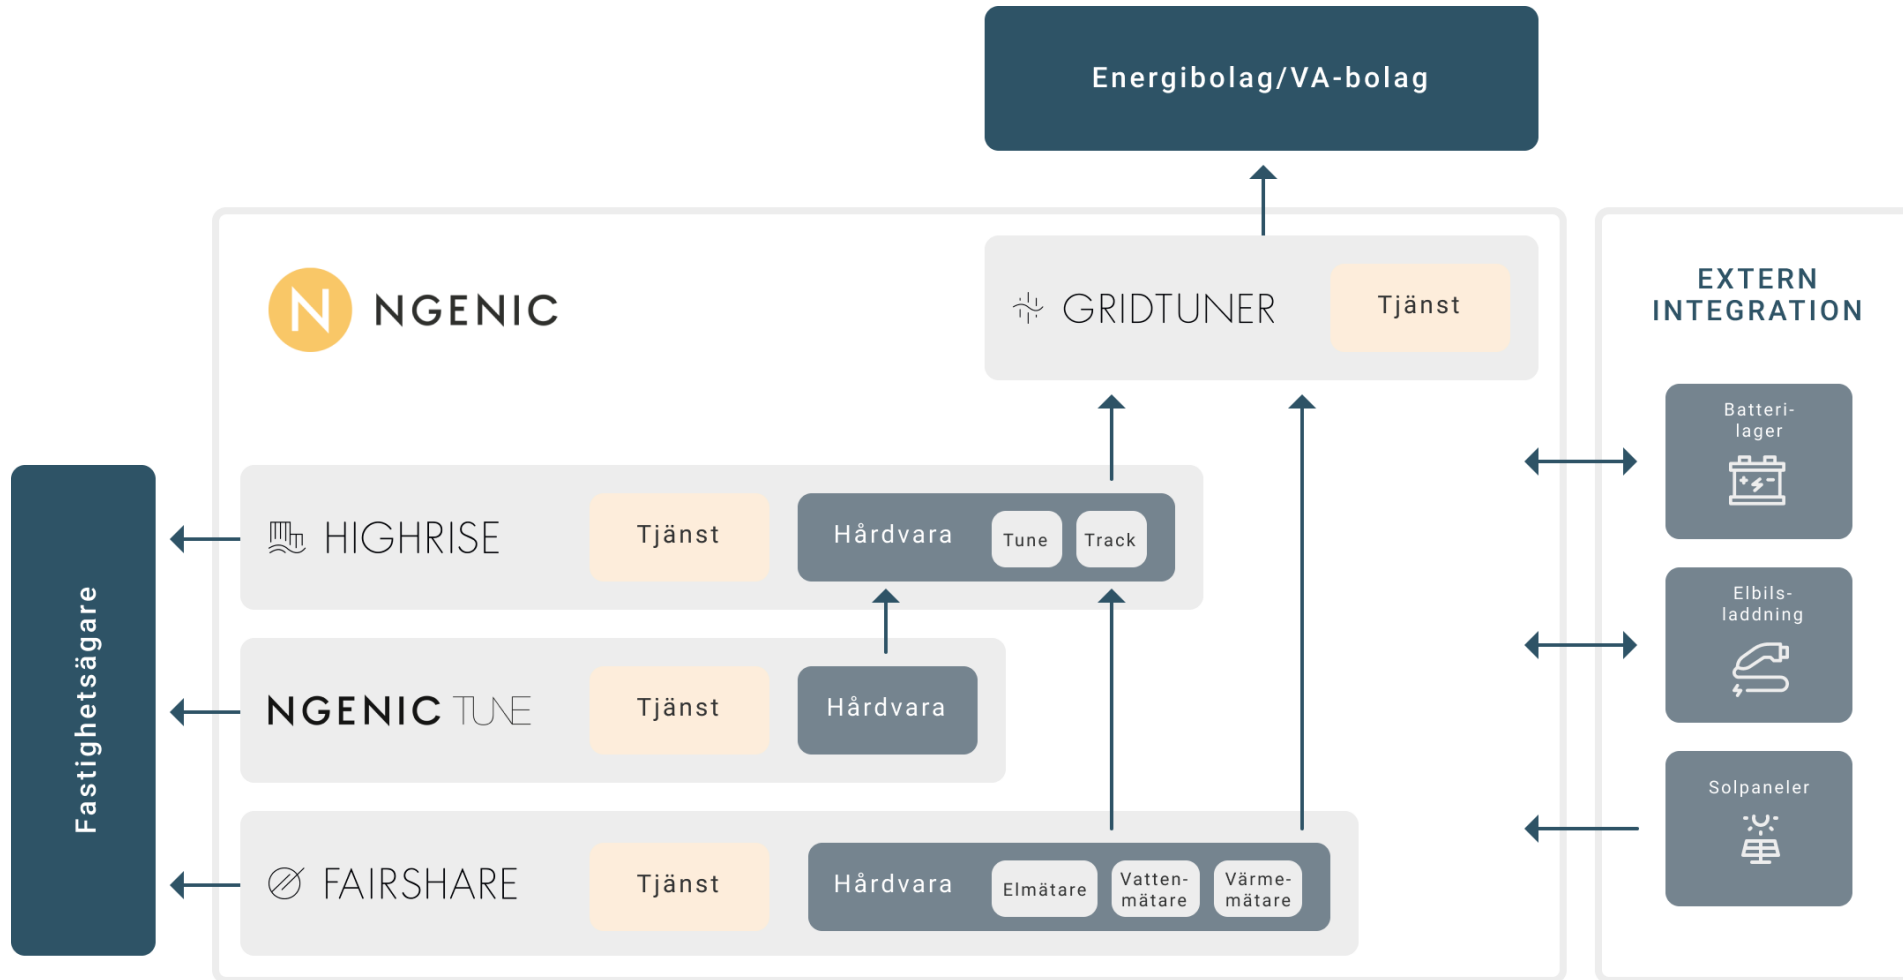 Energibolag/VA-bolag
N NGENIC
GRIDTUNER
Tjänst
EXTERN
INTEGRATION
Batteri-
lager
Elbils-
laddning
Solpaneler
Fastighetsägare
HIGHRISE
Tjänst
Hårdvara
Tune
Track
NGENIC TUNE
Tjänst
Hårdvara
FAIRSHARE
Tjänst
Hårdvara
Elmätare
Vatten-
mätare
Värme-
mätare